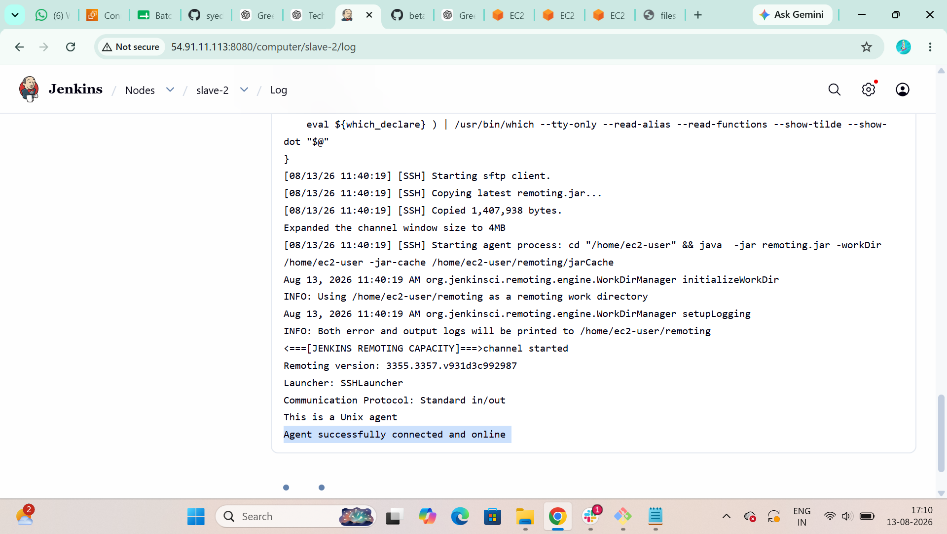 (6) W
Con
Batc
syec
Gree
Tech
beta
Gree
EC2
EC2
EC2
files
Ask Gemini
Not secure
54.91.11.113:8080/computer/slave-2/log
Jenkins / Nodes / slave-2 / Log
eval ${which_declare} ) | /usr/bin/which --tty-only --read-alias --read-functions --show-tilde --show-
dot "$@"
}
[08/13/26 11:40:19] [SSH] Starting sftp client.
[08/13/26 11:40:19] [SSH] Copying latest remoting.jar...
[08/13/26 11:40:19] [SSH] Copied 1,407,938 bytes.
Expanded the channel window size to 4MB
[08/13/26 11:40:19] [SSH] Starting agent process: cd "/home/ec2-user" && java  -jar remoting.jar -workDir
/home/ec2-user -jar-cache /home/ec2-user/remoting/jarCache
Aug 13, 2026 11:40:19 AM org.jenkinsci.remoting.engine.WorkDirManager initializeWorkDir
INFO: Using /home/ec2-user/remoting as a remoting work directory
Aug 13, 2026 11:40:19 AM org.jenkinsci.remoting.engine.WorkDirManager setupLogging
INFO: Both error and output logs will be printed to /home/ec2-user/remoting
<===[JENKINS REMOTING CAPACITY]===>channel started
Remoting version: 3355.3357.v931d3c992987
Launcher: SSHLauncher
Communication Protocol: Standard in/out
This is a Unix agent
Agent successfully connected and online
2
Search
1
ENG
IN
17:10
13-08-2026